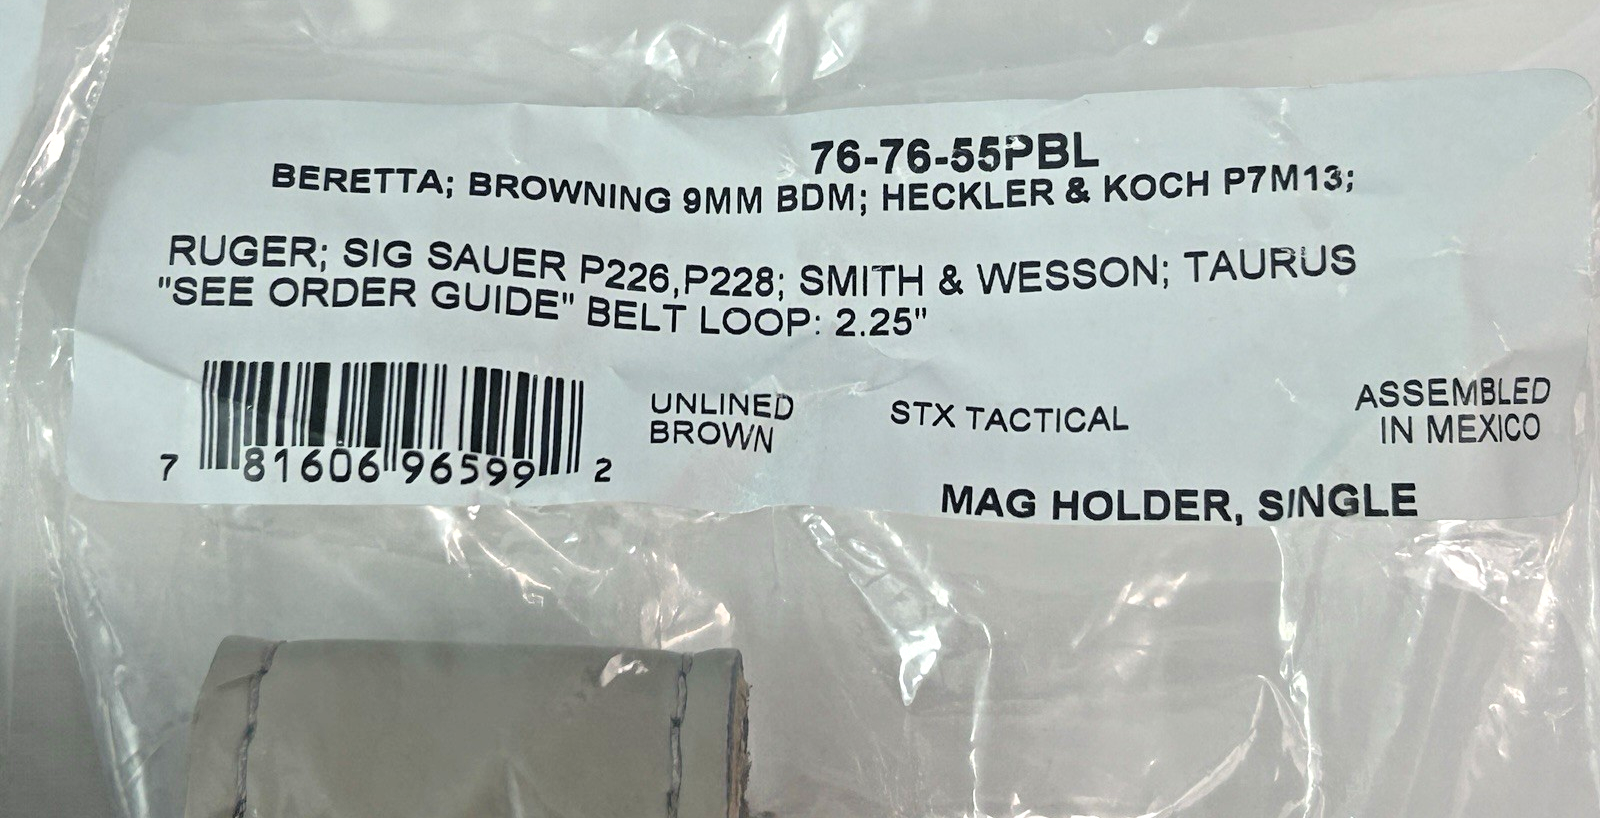 76-76-55PBL
BERETTA; BROWNING 9MM BDM; HECKLER & KOCH P7M13;
RUGER; SIG SAUER P226,P228; SMITH & WESSON; TAURUS
"SEE ORDER GUIDE" BELT LOOP: 2.25"
UNLINED
BROWN
STX TACTICAL
ASSEMBLED
IN MEXICO
7 81606 96599 2
MAG HOLDER, SINGLE